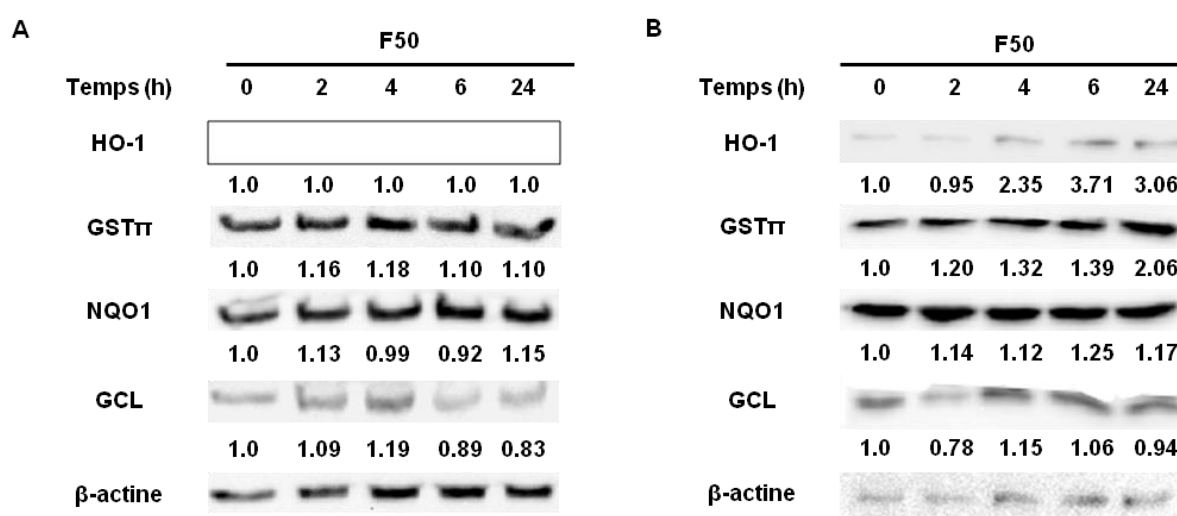 A
F50
Temps (h) 0 2 4 6 24
HO-1
1.0 1.0 1.0 1.0 1.0
GSTππ
1.0 1.16 1.18 1.10 1.10
NQO1
1.0 1.13 0.99 0.92 1.15
GCL
1.0 1.09 1.19 0.89 0.83
β-actine
B
F50
Temps (h) 0 2 4 6 24
HO-1
1.0 0.95 2.35 3.71 3.06
GSTππ
1.0 1.20 1.32 1.39 2.06
NQO1
1.0 1.14 1.12 1.25 1.17
GCL
1.0 0.78 1.15 1.06 0.94
β-actine